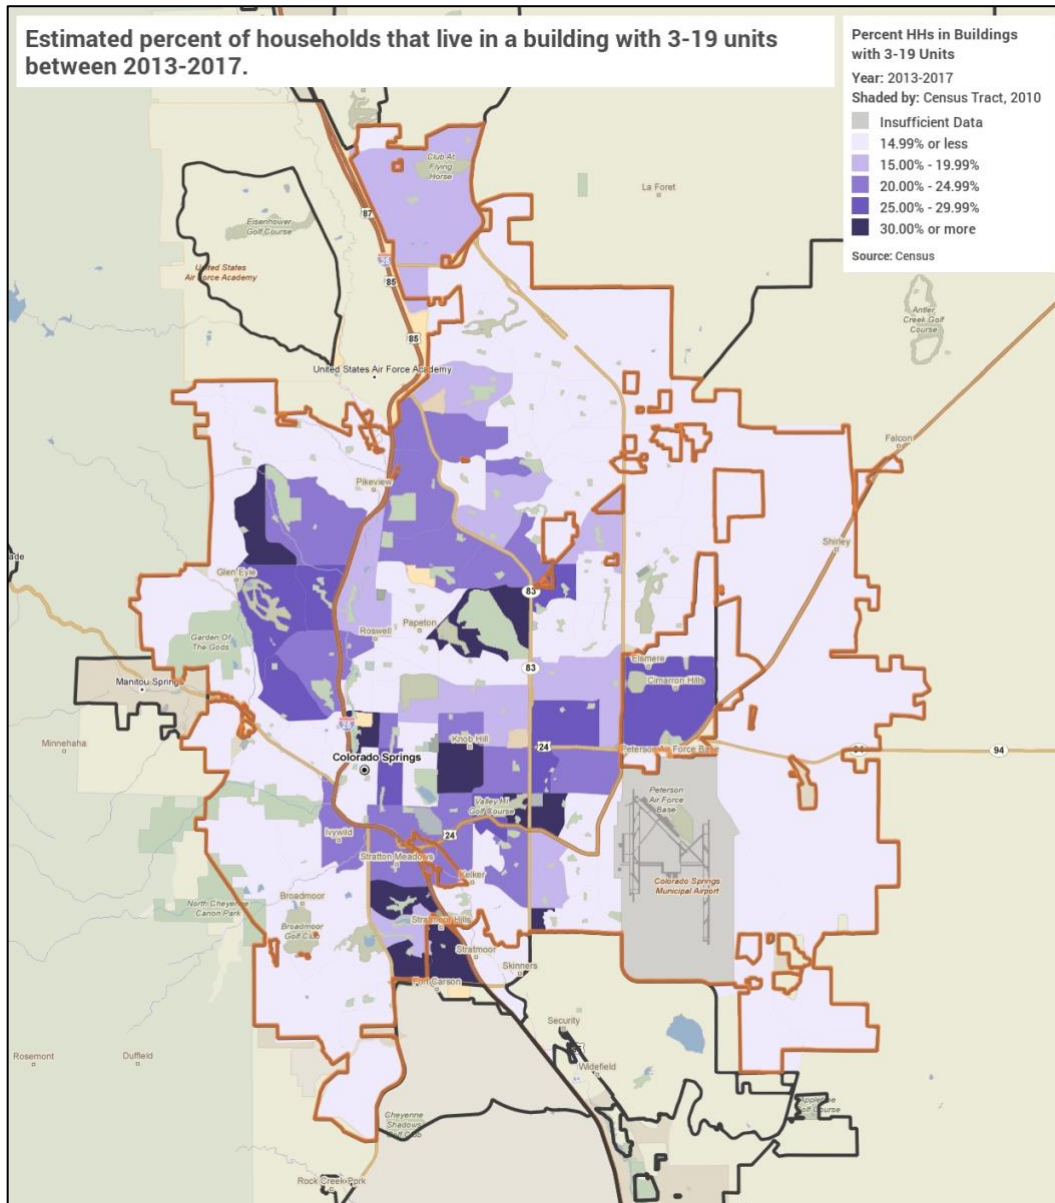 Estimated percent of households that live in a building with 3-19 units
between 2013-2017.
Percent HHs in Buildings
with 3-19 Units
Year: 2013-2017
Shaded by: Census Tract, 2010
Insufficient Data
14.99% or less
15.00% - 19.99%
20.00% - 24.99%
25.00% - 29.99%
30.00% or more
Source: Census
Club At
Flying
Horse
La Foret
87
Eisenhower
Golf Course
United States
Air Force Academy
85
Antler
Creek Golf
Course
85
United States Air Force Academy
Falcon
Pikeview
Shirley
Glen Eyie
83
Papeton
Roswell
Garden Of
The Gods
83
Elsmere
Cimarron Hills
Manitou Springs
Minnehaha
Knob Hill
24
Peterson Air Force Base
94
Colorado Springs
Peterson
Air Force
Base
Valley Hi
Golf Course
Ivywild
24
Stratton Meadows
Kelker
Colorado Springs
Municipal Airport
North Cheyenne
Canon Park
Broadmoor
Broadmoor
Golf Club
Stratmoor Hills
Stratmoor
Skinners
Fort Carson
Security
Rosemont
Duffield
Widefield
Cheyenne
Shadows
Golf Club
Appletree
Golf Course
Rock Creek Park